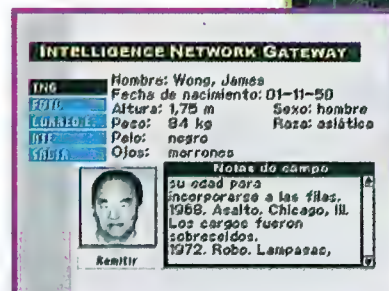 INTELLIGENCE NETWORK GATEWAY
ING
Nombre: Wong, James
Fecha de nacimiento: 01-11-50
Altura: 1,75 m Sexo: hombre
CORREO E. Peso: 84 kg Raza: asiática
Pelo: negro
SALIR Ojos: marrones
Notas de campo
su edad para
incorporarse a las filas.
1968. Asalto. Chicago, Ill.
Los cargos fueron
sobreseídos.
1972. Robo. Lampasas,
Remitir